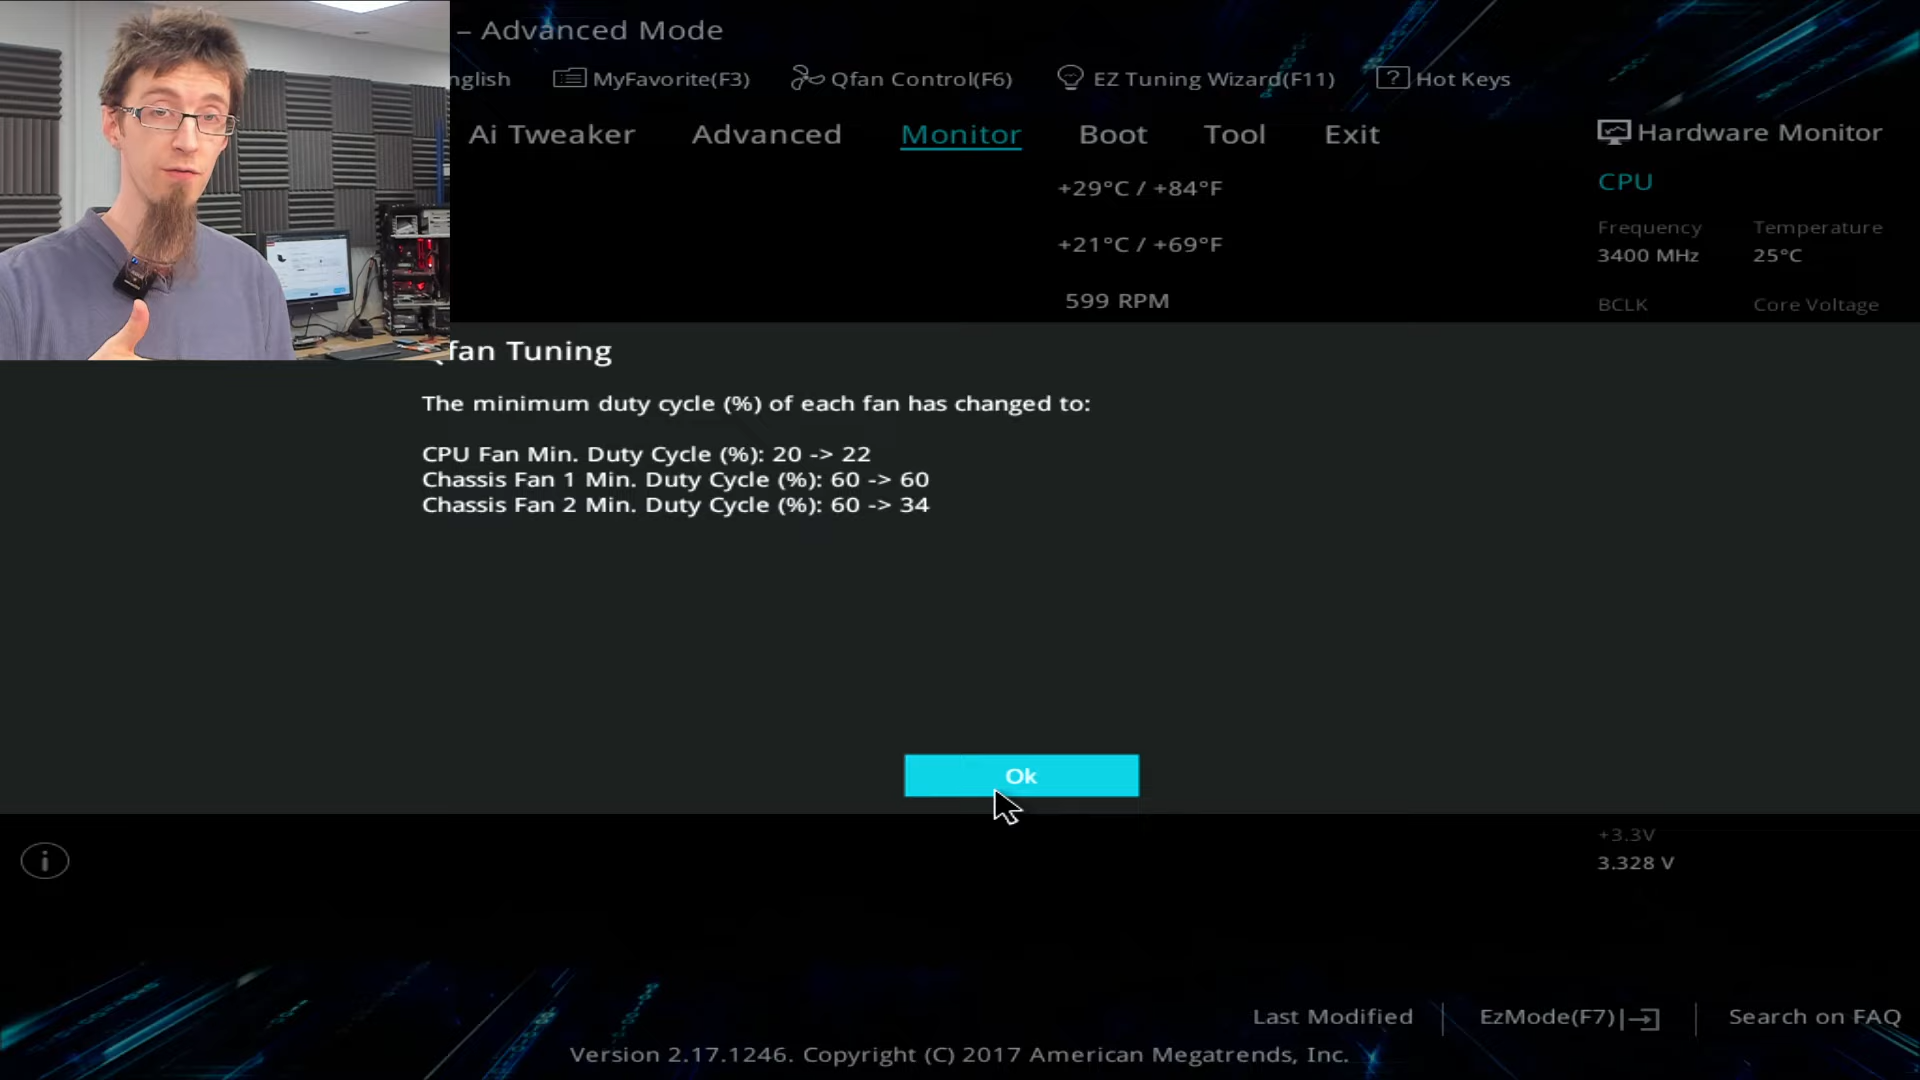 – Advanced Mode
nglish MyFavorite(F3) Qfan Control(F6) EZ Tuning Wizard(F11) ? Hot Keys
Ai Tweaker Advanced Monitor Boot Tool Exit
Hardware Monitor
CPU
+29°C / +84°F
+21°C / +69°F
599 RPM
Frequency Temperature
3400 MHz 25°C
BCLK Core Voltage
fan Tuning
The minimum duty cycle (%) of each fan has changed to:
CPU Fan Min. Duty Cycle (%): 20 -> 22
Chassis Fan 1 Min. Duty Cycle (%): 60 -> 60
Chassis Fan 2 Min. Duty Cycle (%): 60 -> 34
Ok
+3.3V
3.328 V
i
Last Modified EzMode(F7) Search on FAQ
Version 2.17.1246. Copyright (C) 2017 American Megatrends, Inc.